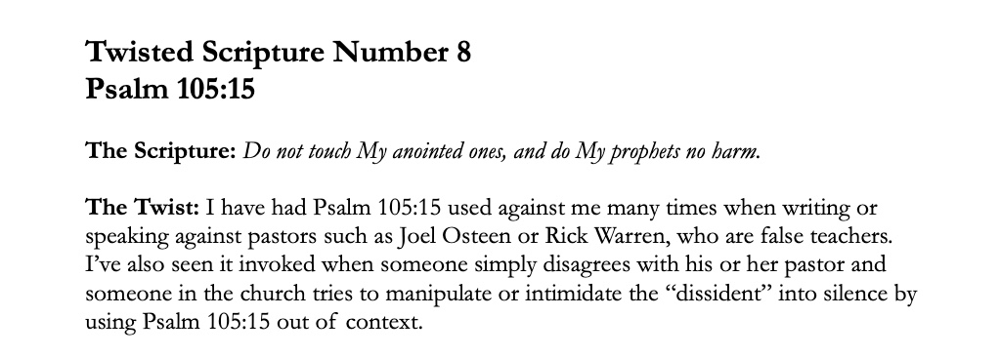 Twisted Scripture Number 8
Psalm 105:15
The Scripture: Do not touch My anointed ones, and do My prophets no harm.
The Twist: I have had Psalm 105:15 used against me many times when writing or
speaking against pastors such as Joel Osteen or Rick Warren, who are false teachers.
I’ve also seen it invoked when someone simply disagrees with his or her pastor and
someone in the church tries to manipulate or intimidate the “dissident” into silence by
using Psalm 105:15 out of context.